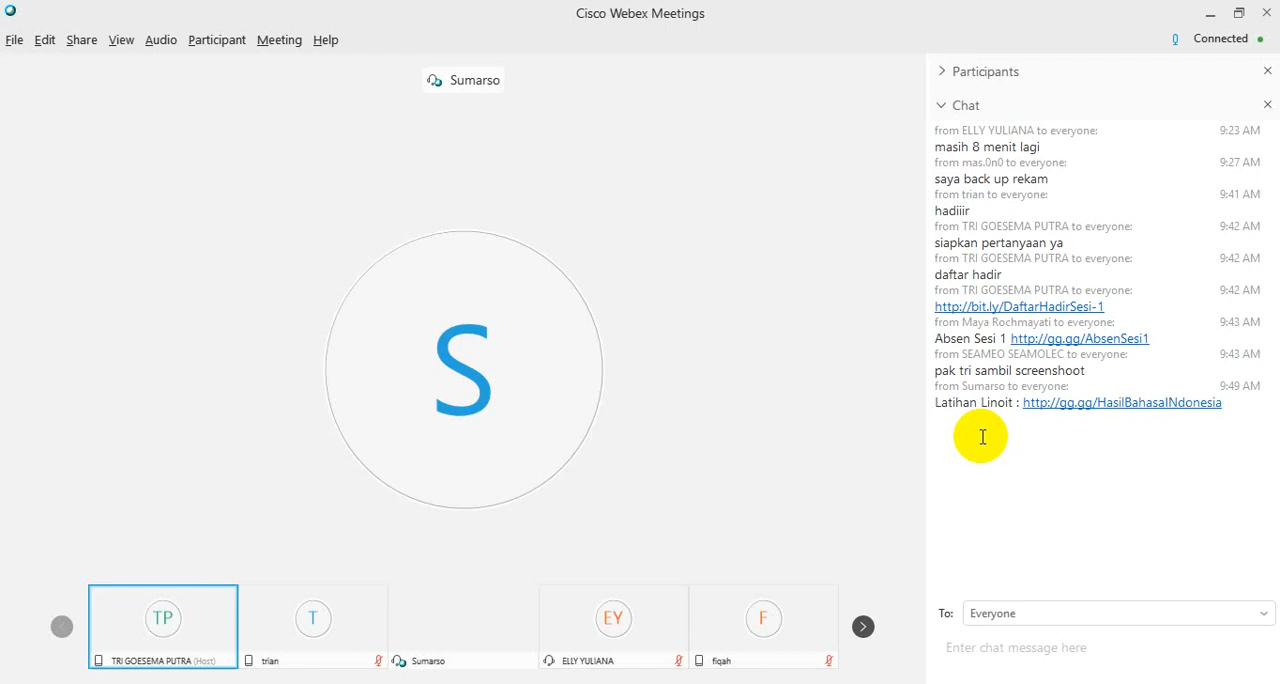 Cisco Webex Meetings
File Edit Share View Audio Participant Meeting Help
Connected
Sumarso
S
Participants
Chat
from ELLY YULIANA to everyone: 9:23 AM
masih 8 menit lagi
from mas.0n0 to everyone: 9:27 AM
saya back up rekam
from trian to everyone: 9:41 AM
hadiiir
from TRI GOESEMA PUTRA to everyone: 9:42 AM
siapkan pertanyaan ya
from TRI GOESEMA PUTRA to everyone: 9:42 AM
daftar hadir
from TRI GOESEMA PUTRA to everyone: 9:42 AM
http://bit.ly/DaftarHadirSesi-1
from Maya Rochmayati to everyone: 9:43 AM
Absen Sesi 1 http://gg.gg/AbsenSesi1
from SEAMEO SEAMOLEC to everyone: 9:43 AM
pak tri sambil screenshoot
from Sumarso to everyone: 9:49 AM
Latihan Linoit : http://gg.gg/HasilBahasaINdonesia
To: Everyone
Enter chat message here
TP T EY F
TRI GOESEMA PUTRA (Host) trian Sumarso ELLY YULIANA fiqah